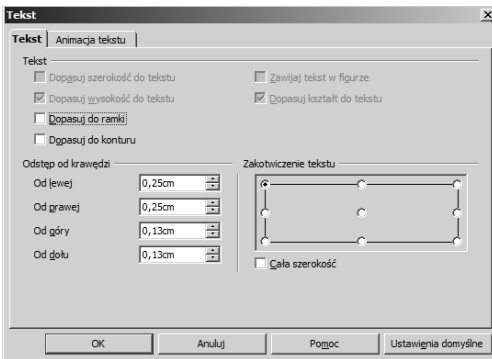 Tekst
Tekst Animacja tekstu
Tekst
Dopasuj szerokość do tekstu Zawijaj tekst w figurze
Dopasuj wysokość do tekstu Dopasuj kształt do tekstu
Dopasuj do ramki
Dopasuj do konturu
Odstęp od krawędzi Zakotwiczenie tekstu
Od lewej 0,25cm
Od prawej 0,25cm
Od góry 0,13cm
Od dołu 0,13cm
Cała szerokość
OK Anuluj Pomoc Ustawienia domyślne